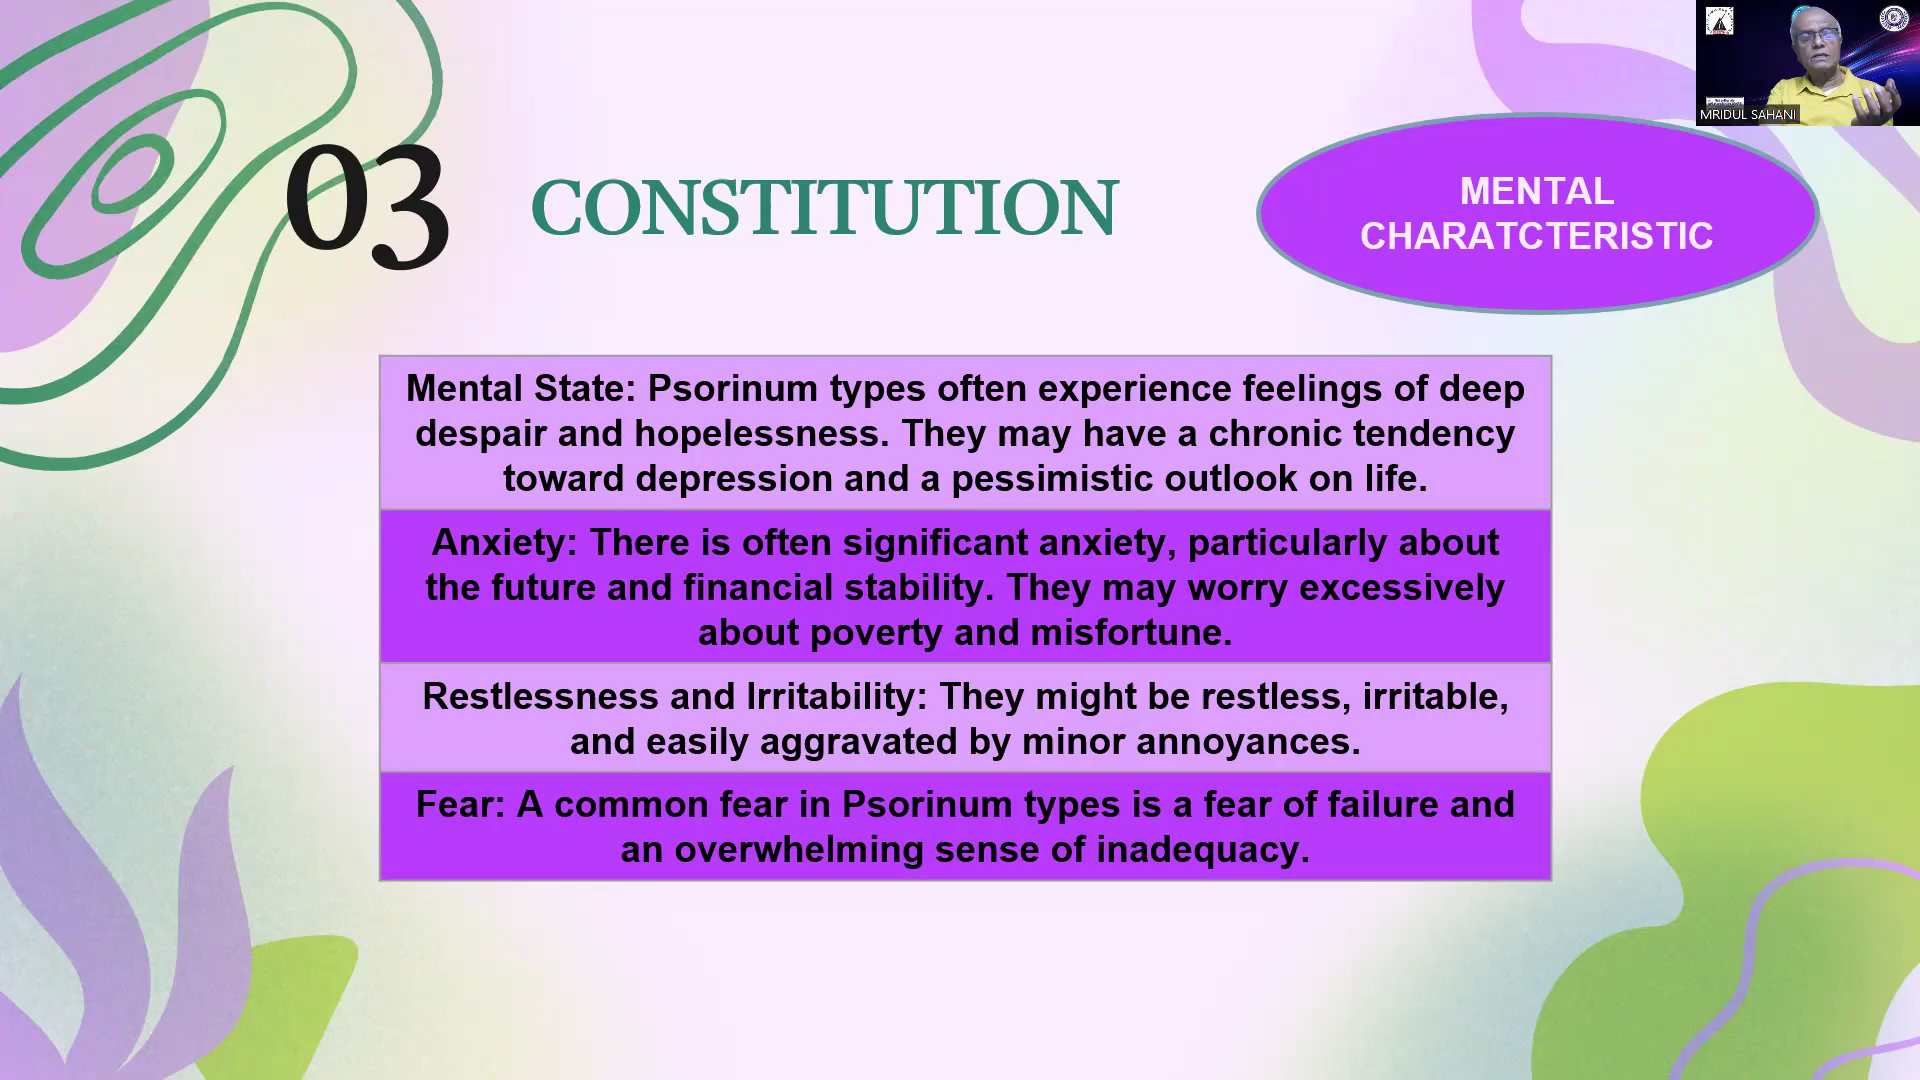 03 CONSTITUTION
MENTAL
CHARATCTERISTIC
MRIDUL SAHANI
Mental State: Psorinum types often experience feelings of deep
despair and hopelessness. They may have a chronic tendency
toward depression and a pessimistic outlook on life.
Anxiety: There is often significant anxiety, particularly about
the future and financial stability. They may worry excessively
about poverty and misfortune.
Restlessness and Irritability: They might be restless, irritable,
and easily aggravated by minor annoyances.
Fear: A common fear in Psorinum types is a fear of failure and
an overwhelming sense of inadequacy.